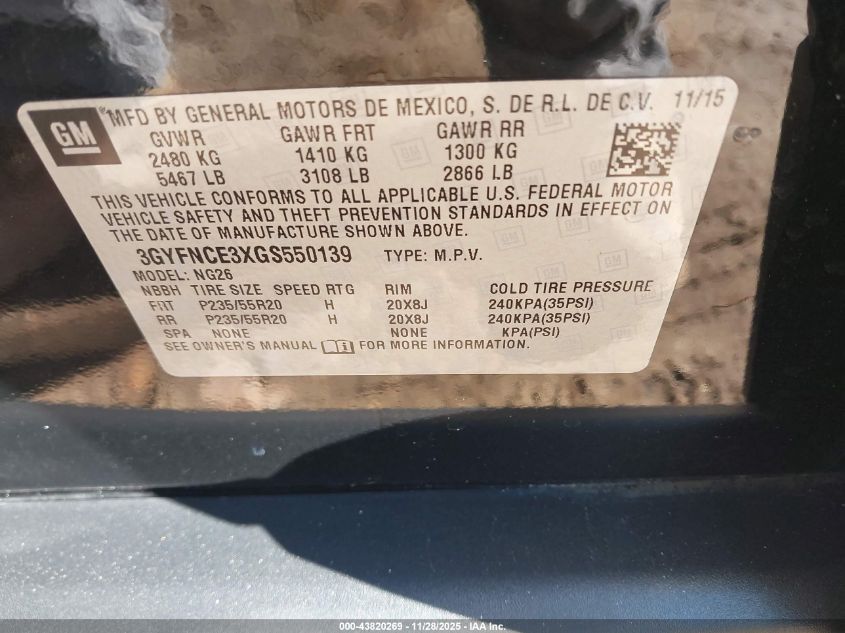 GM
MFD BY GENERAL MOTORS DE MEXICO, S. DE R.L. DE C.V. 11/15
GVWR GAWR FRT GAWR RR
2480 KG 1410 KG 1300 KG
5467 LB 3108 LB 2866 LB
THIS VEHICLE CONFORMS TO ALL APPLICABLE U.S. FEDERAL MOTOR
VEHICLE SAFETY AND THEFT PREVENTION STANDARDS IN EFFECT ON
THE DATE OF MANUFACTURE SHOWN ABOVE.
3GYFNCE3XGS550139 TYPE: M.P.V.
MODEL: NG26
NBBH TIRE SIZE SPEED RTG RIM COLD TIRE PRESSURE
FRT P235/55R20 H 20X8J 240KPA(35PSI)
RR P235/55R20 H 20X8J 240KPA(35PSI)
SPA NONE NONE KPA(PSI)
SEE OWNER'S MANUAL FOR MORE INFORMATION.
000-43820269 - 11/28/2025 - IAA Inc.